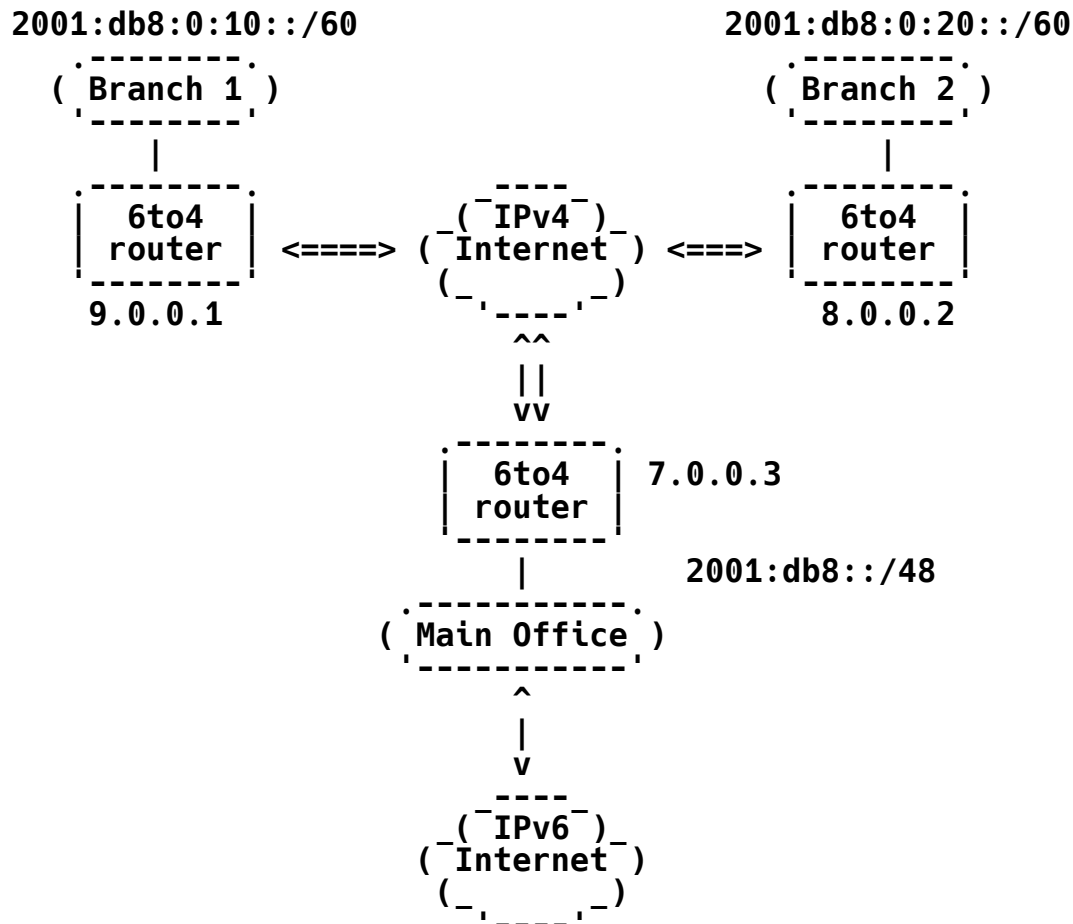 2001:db8:0:10::/60 2001:db8:0:20::/60
( Branch 1 ) ( Branch 2 )
6to4 IPv4 6to4
router <====> ( Internet ) <===> router
9.0.0.1 8.0.0.2
^^
||
vv
6to4 7.0.0.3
router
2001:db8::/48
( Main Office )
^
|
v
IPv6
( Internet )